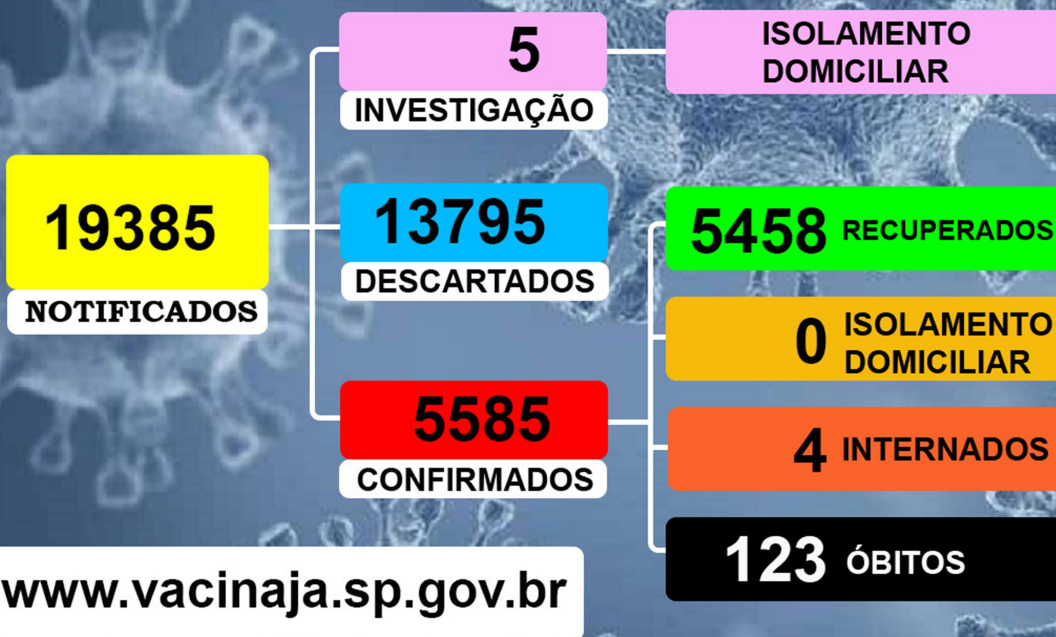 19385
NOTIFICADOS
5
INVESTIGAÇÃO
ISOLAMENTO
DOMICILIAR
13795
DESCARTADOS
5585
CONFIRMADOS
5458 RECUPERADOS
0 ISOLAMENTO
DOMICILIAR
4 INTERNADOS
123 ÓBITOS
www.vacinaja.sp.gov.br